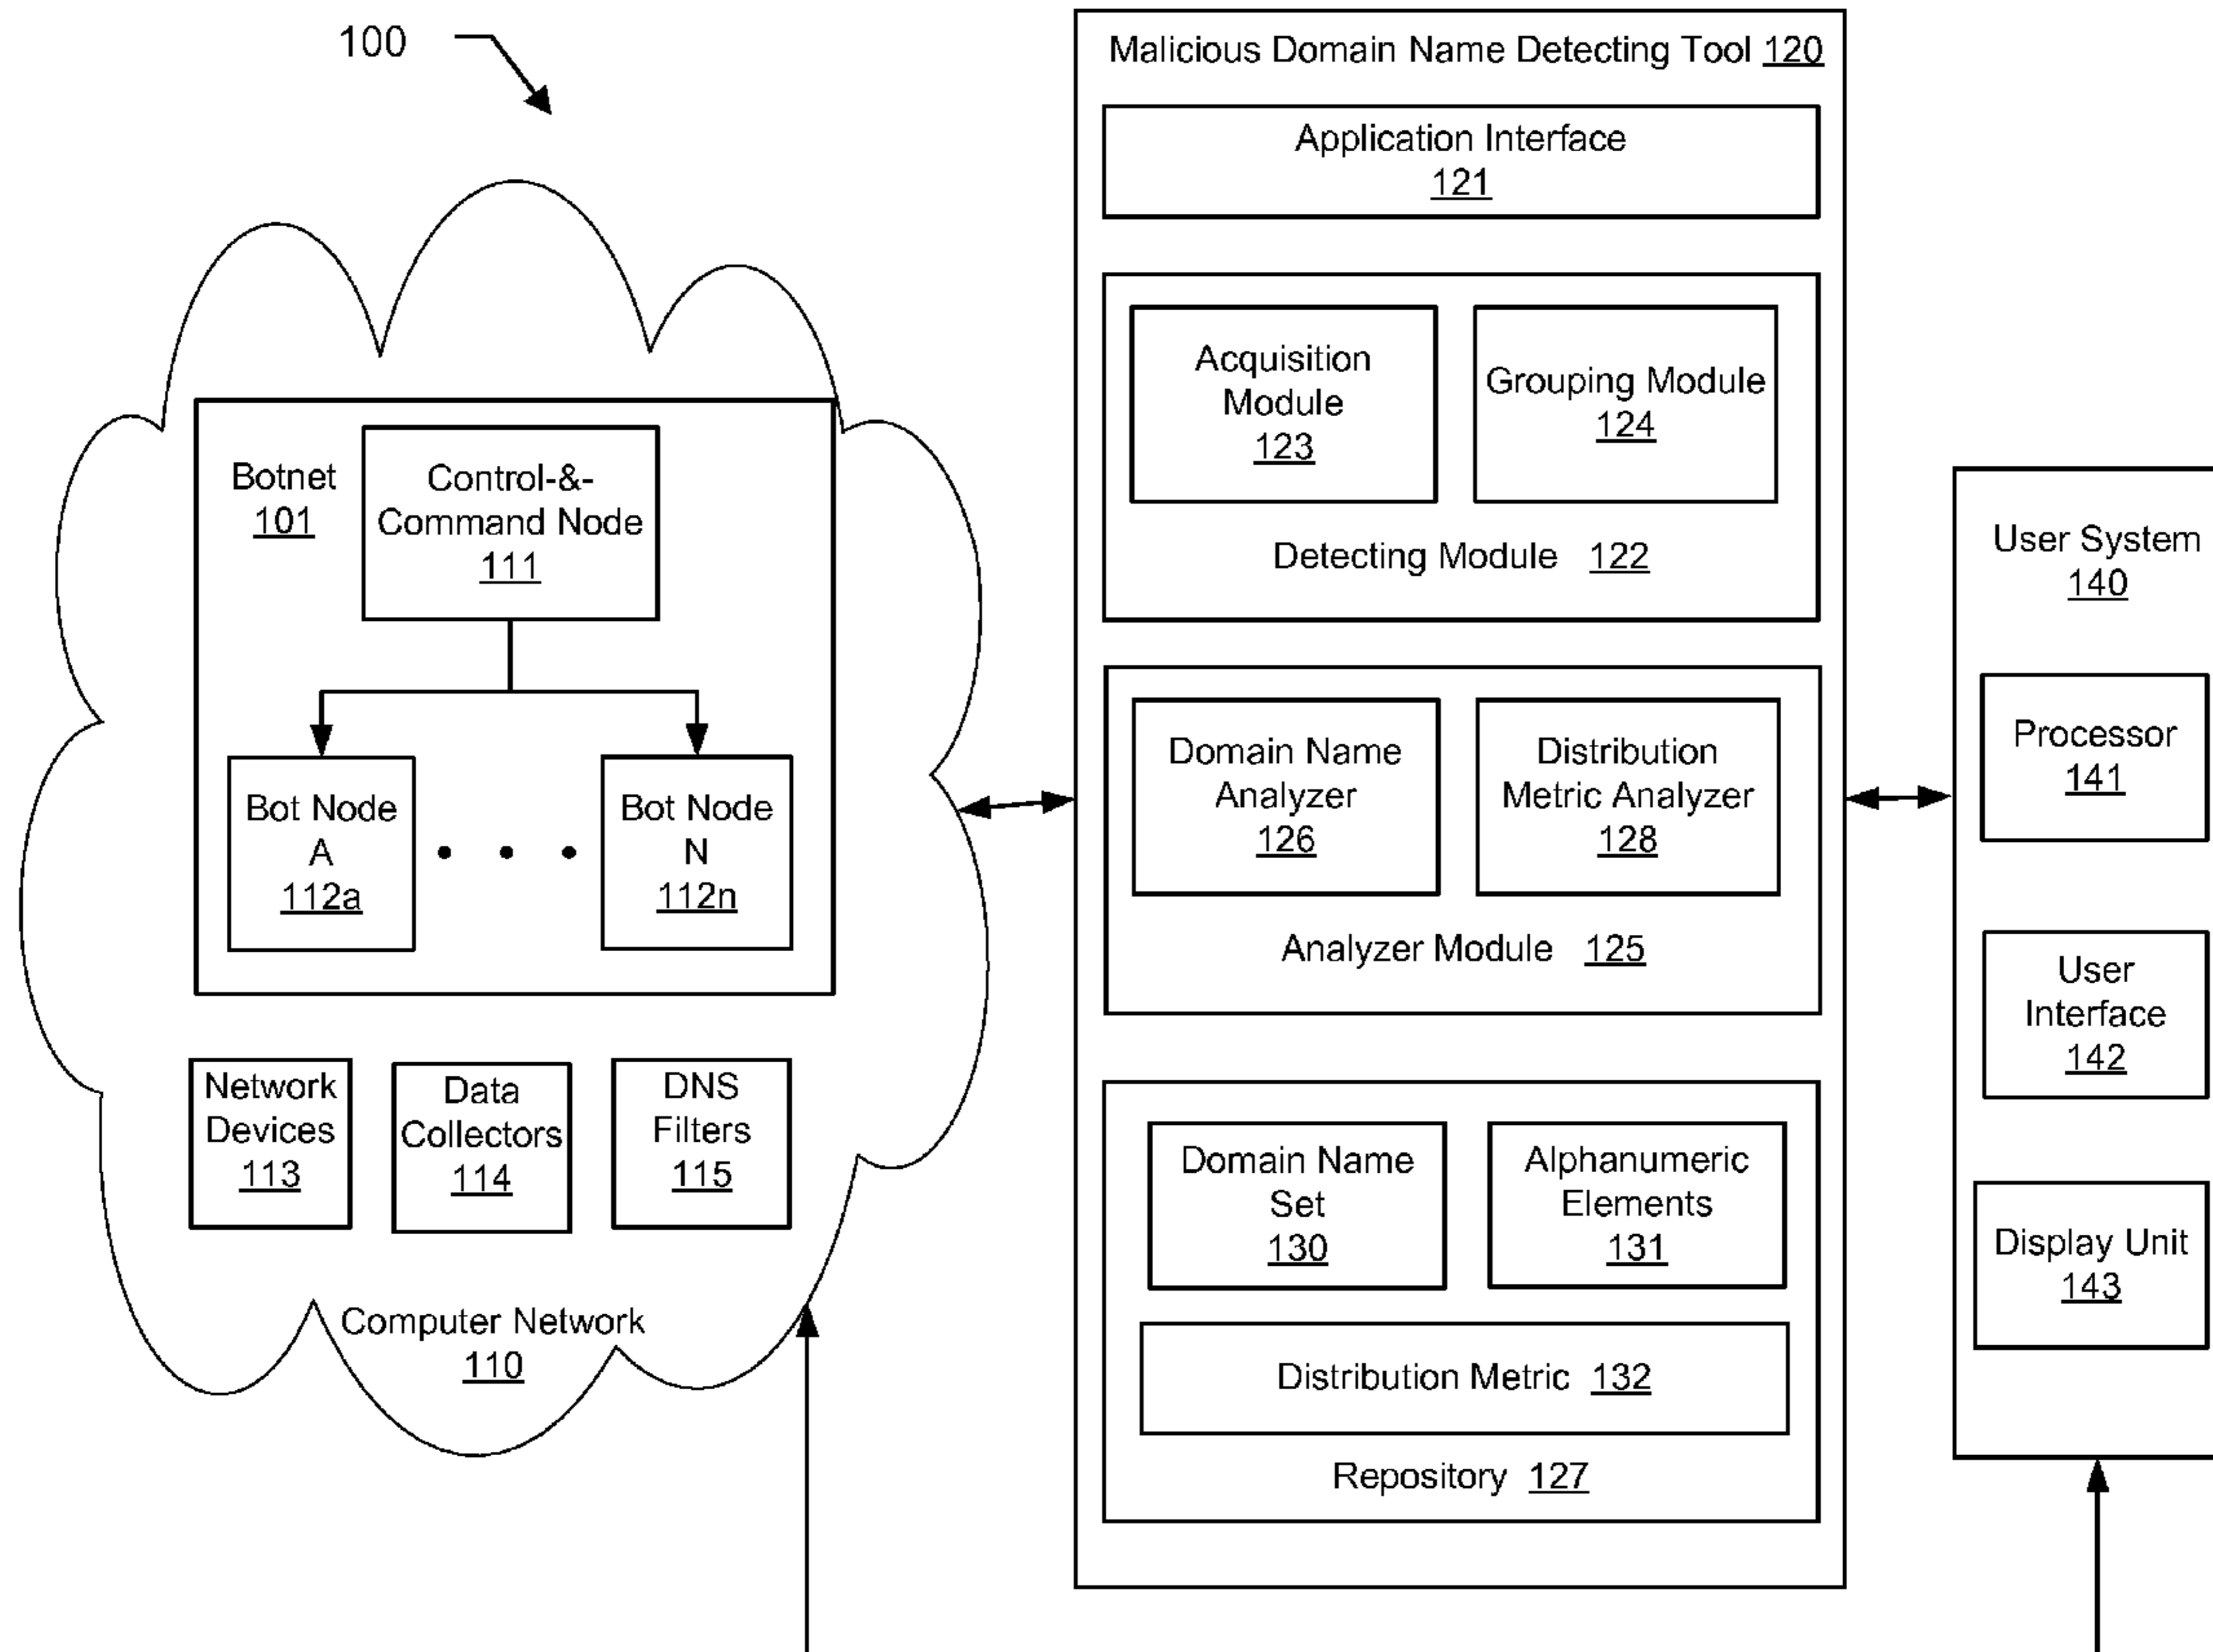 100
Botnet
101
Control-&-
Command Node
111
Bot Node
A
112a
Bot Node
N
112n
Network
Devices
113
Data
Collectors
114
DNS
Filters
115
Computer Network
110
Malicious Domain Name Detecting Tool 120
Application Interface
121
Acquisition
Module
123
Grouping Module
124
Detecting Module 122
Domain Name
Analyzer
126
Distribution
Metric Analyzer
128
Analyzer Module 125
Domain Name
Set
130
Alphanumeric
Elements
131
Distribution Metric 132
Repository 127
User System
140
Processor
141
User
Interface
142
Display Unit
143